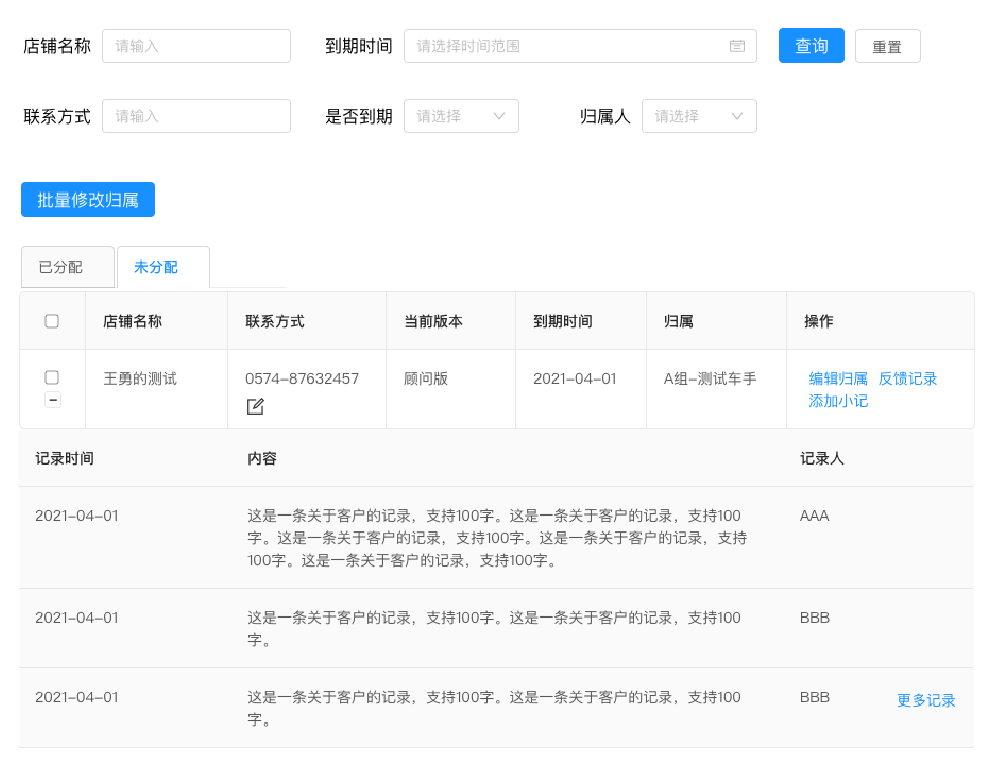 店铺名称 请输入 到期时间 请选择时间范围 查询 重置
联系方式 请输入 是否到期 请选择 归属人 请选择
批量修改归属
已分配 未分配
店铺名称 联系方式 当前版本 到期时间 归属 操作
王勇的测试 0574-87632457 顾问版 2021-04-01 A组-测试车手 编辑归属 反馈记录
添加小记
记录时间 内容 记录人
2021-04-01 这是一条关于客户的记录，支持100字。这是一条关于客户的记录，支持100 AAA
字。这是一条关于客户的记录，支持100字。这是一条关于客户的记录，支持
100字。这是一条关于客户的记录，支持100字。
2021-04-01 这是一条关于客户的记录，支持100字。这是一条关于客户的记录，支持100 BBB
字。
2021-04-01 这是一条关于客户的记录，支持100字。这是一条关于客户的记录，支持100 BBB 更多记录
字。